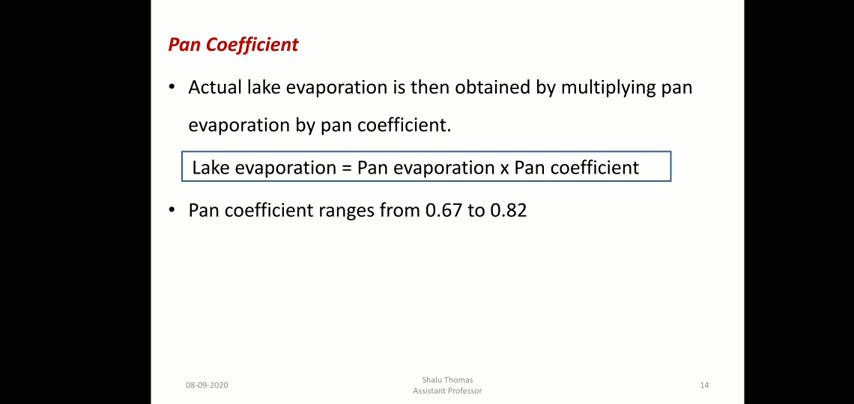 Pan Coefficient
• Actual lake evaporation is then obtained by multiplying pan
evaporation by pan coefficient.
Lake evaporation = Pan evaporation x Pan coefficient
• Pan coefficient ranges from 0.67 to 0.82
08-09-2020
Shalu Thomas
Assistant Professor
14